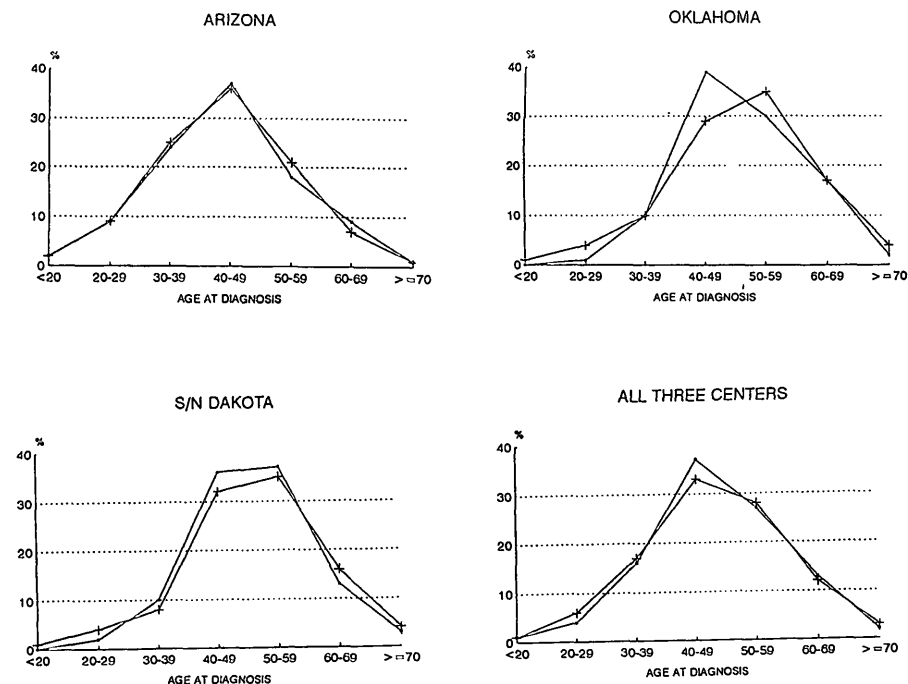 ARIZONA
%
40
30
20
10
0
<20 20-29 30-39 40-49 50-59 60-69 >=70
AGE AT DIAGNOSIS
OKLAHOMA
%
40
30
20
10
0
<20 20-29 30-39 40-49 50-59 60-69 >=70
AGE AT DIAGNOSIS
S/N DAKOTA
%
40
30
20
10
0
<20 20-29 30-39 40-49 50-59 60-69 >=70
AGE AT DIAGNOSIS
ALL THREE CENTERS
%
40
30
20
10
0
<20 20-29 30-39 40-49 50-59 60-69 >=70
AGE AT DIAGNOSIS